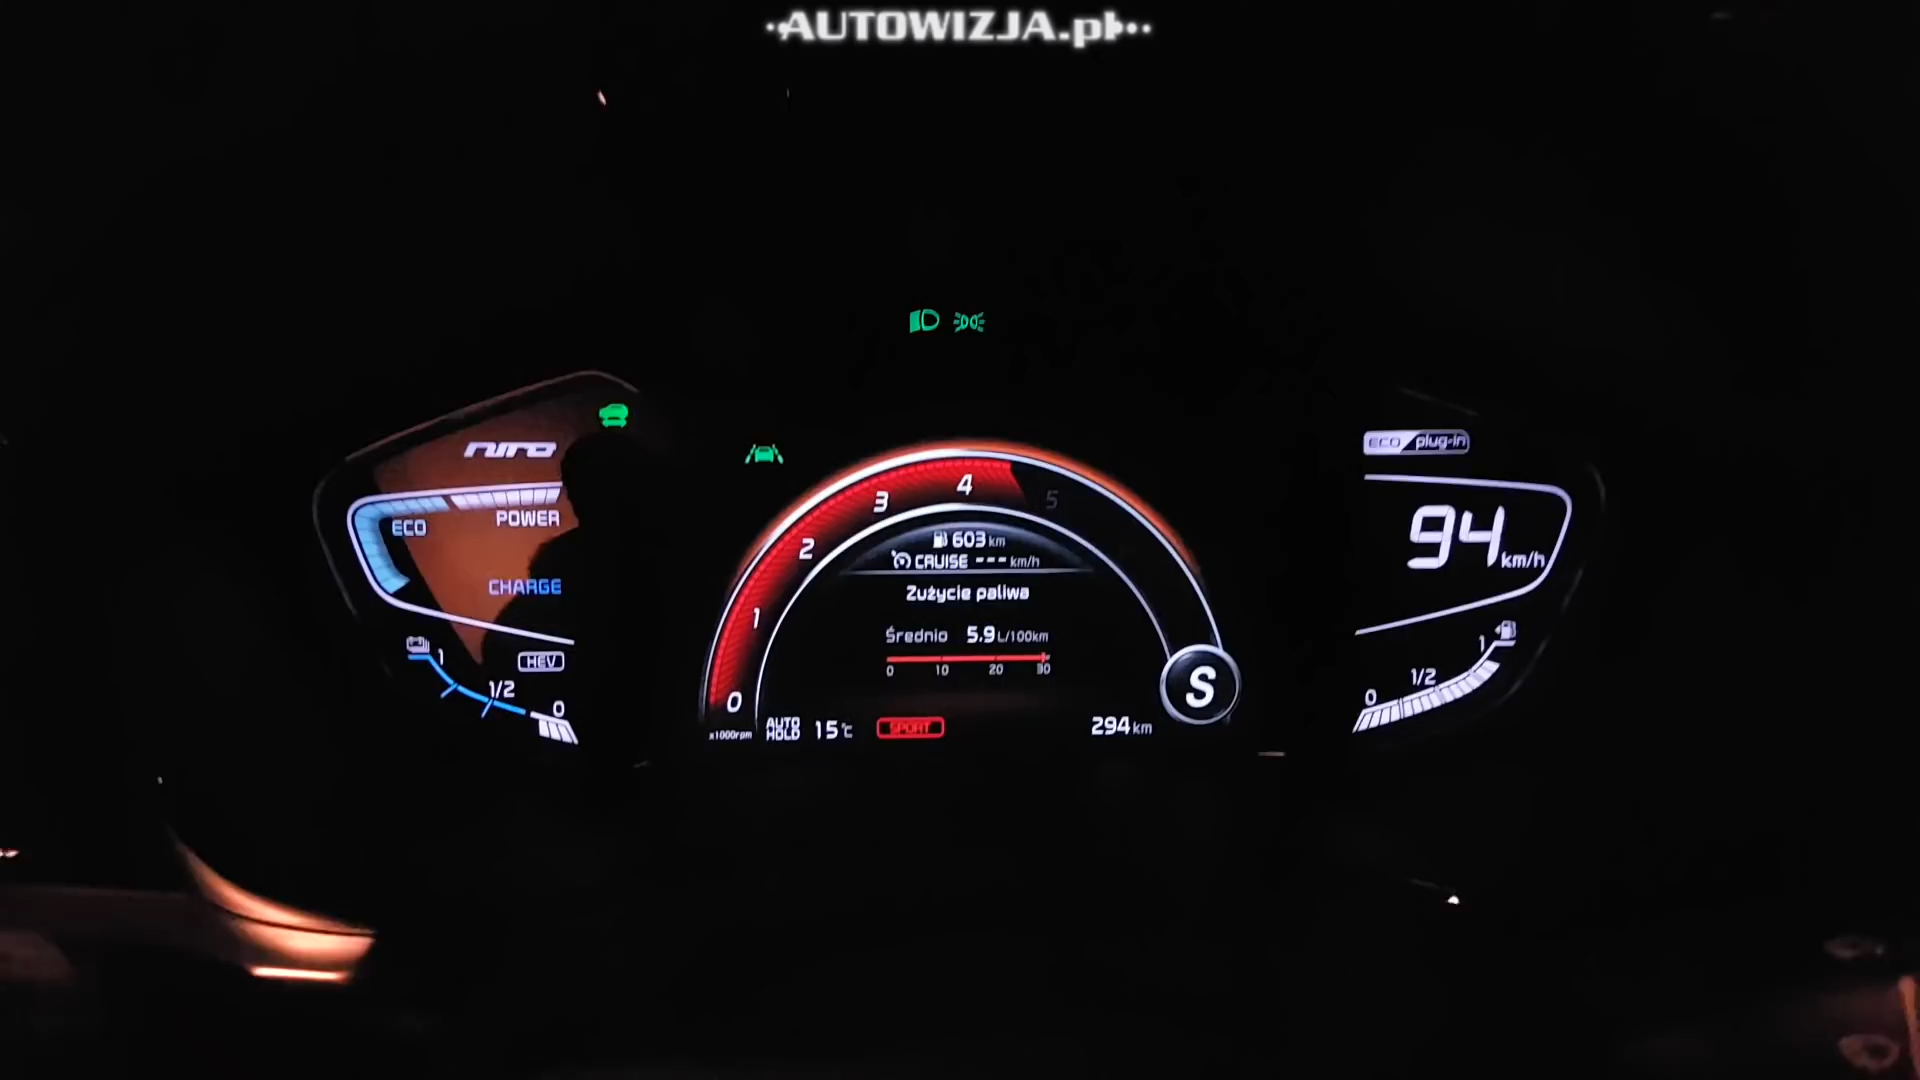 AUTOWIZJA.pl
NIRO
ECO
POWER
CHARGE
1
1/2
0
HEV
0
1
2
3
4
5
x1000rpm
603 km
CRUISE --- km/h
Zużycie paliwa
Średnio 5.9 L/100km
0 10 20 30
AUTO HOLD
15°C
SPORT
294 km
S
ECO plug-in
94 km/h
0
1/2
1